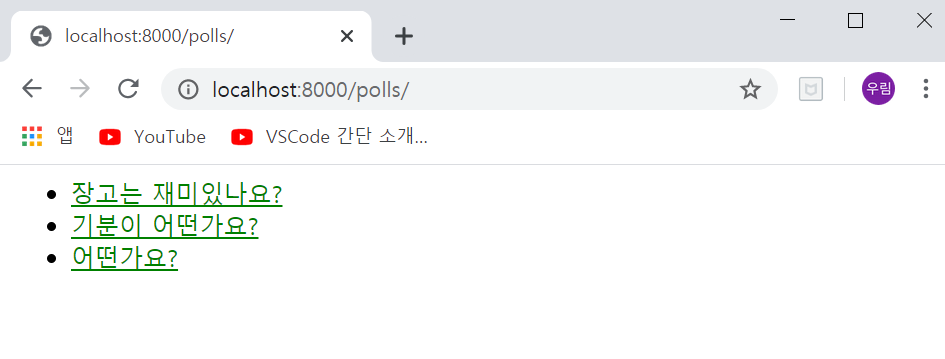 localhost:8000/polls/
localhost:8000/polls/
우림
앱 YouTube VSCode 간단 소개...
장고는 재미있나요?
기분이 어떤가요?
어떤가요?